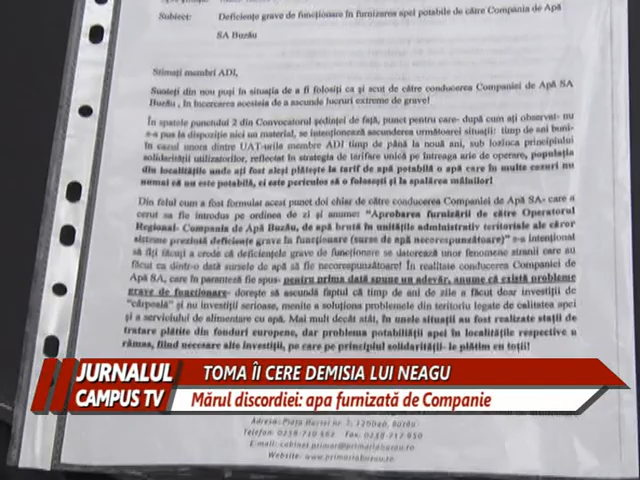 Subiect: Deficiențe grave de funcționare în furnizarea apei potabile de către Compania de Apă
SA Buzău
Stimați membri ADI,
Sunteți din nou puși în situația de a fi folosiți ca și scut de către conducerea Companiei de Apă SA
Buzău , în încercarea acesteia de a ascunde lucruri extreme de grave!
În spatele punctului 2 din Convocatorul ședinței de față, punct pentru care- după cum ați observat- nu
s-a pus la dispoziție nici un material, se intenționează ascunderea următoarei situații: timp de ani buni-
în cazul unora dintre UAT-urile membre ADI timp de până la nouă ani, sub lozinca principiului
solidarității utilizatorilor, reflectat în strategia de tarifare unică pe întreaga arie de operare, populația
din localitățile unde ați fost aleși plătește la tarif de apă potabilă o apă care în multe cazuri nu
numai că nu este potabilă, ci este periculos să o folosești și la spălarea mâinilor!
Din felul cum a fost formulat acest punct doi chiar de către conducerea Companiei de Apă SA- care a
cerut sa fie introdus pe ordinea de zi și anume: "Aprobarea furnizării de către Operatorul
Regional- Compania de Apă Buzău, de apă brută în unitățile administrativ teritoriale ale căror
sisteme prezintă deficiențe grave în funcționare (surse de apă necorespunzătoare)" s-a intenționat
să fiți făcuți a crede că deficiențele grave de funcționare se datorează unor fenomene stranii care au
făcut ca dintr-o dată sursele de apă să fie necorespunzătoare! În realitate conducerea Companiei de
Apă SA, care în paranteză fie spus- pentru prima dată spune un adevăr, anume că există probleme
grave de funcționare- dorește să ascundă faptul că timp de ani de zile a făcut doar investiții de
"cârpeală" și nu investiții serioase, menite a soluționa problemele din teritoriu legate de calitatea apei
și a serviciului de alimentare cu apă. Mai mult decât atât, în unele situații au fost realizate stații de
tratare plătite din fonduri europene, dar problema potabilității apei în localitățile respective a
rămas, fiind necesare alte investiții, pe care pe principiul solidarității- le plătim cu toții!
JURNALUL
CAMPUS TV
TOMA ÎI CERE DEMISIA LUI NEAGU
Mărul discordiei: apa furnizată de Companie
Telefon: Fax: 0238-717 950
Website: www.primariabuzau.ro